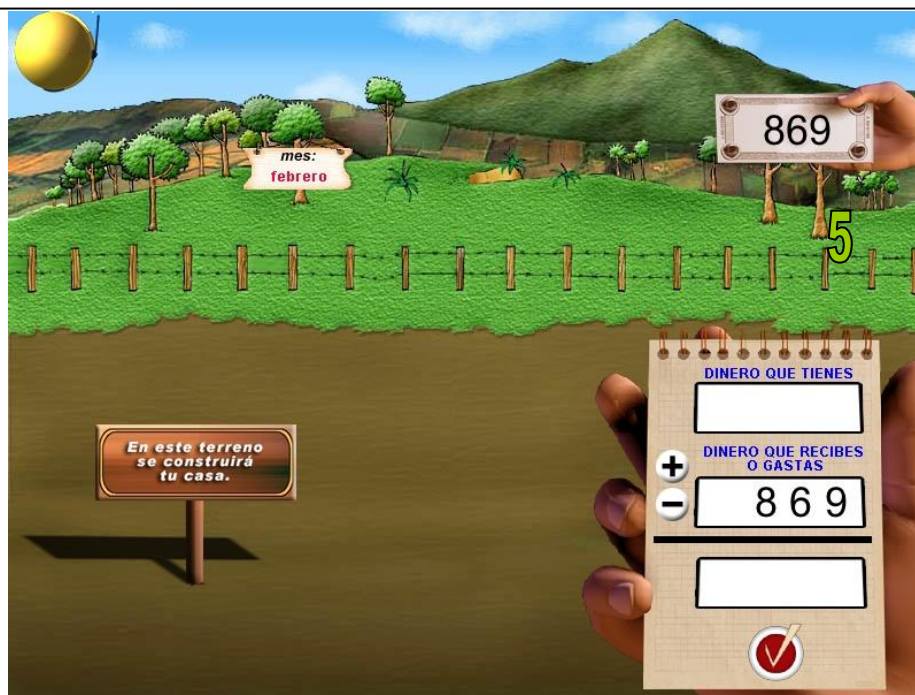 mes:
febrero
869
5
DINERO QUE TIENES
DINERO QUE RECIBES
O GASTAS
+
-
8 6 9
En este terreno
se construirá
tu casa.